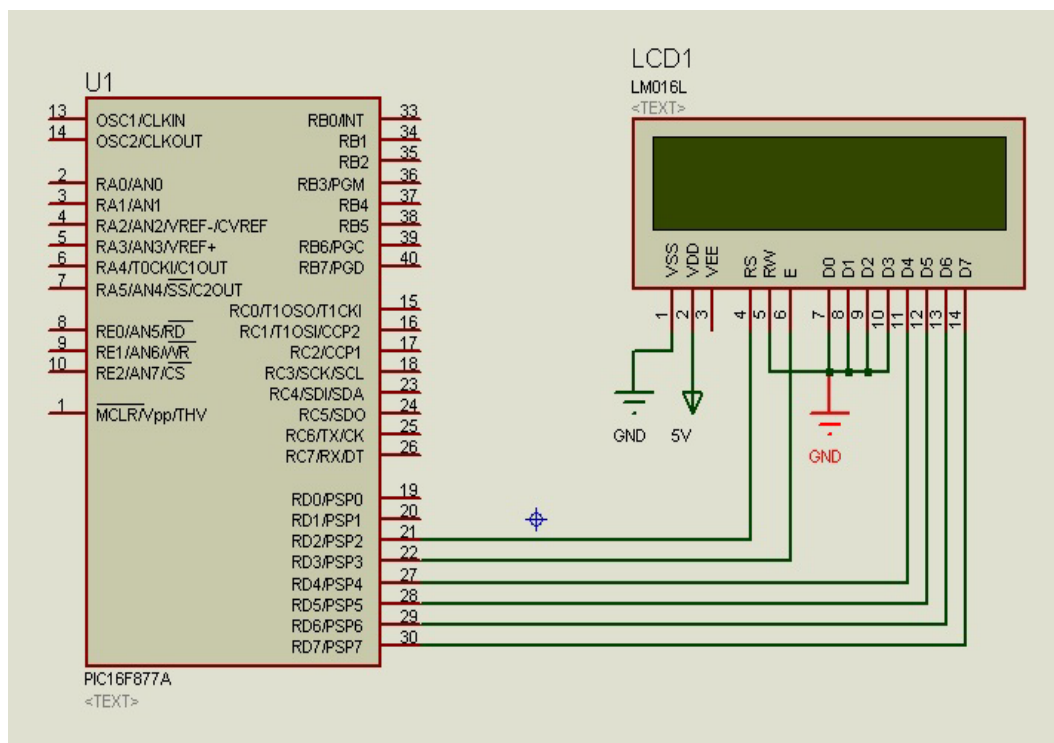 U1
13 OSC1/CLKIN
14 OSC2/CLKOUT
2 RA0/AN0
3 RA1/AN1
4 RA2/AN2/VREF-/CVREF
5 RA3/AN3/VREF+
6 RA4/T0CKI/C1OUT
7 RA5/AN4/SS/C2OUT
8 RE0/AN5/RD
9 RE1/AN6/WR
10 RE2/AN7/CS
1 MCLR/Vpp/THV
RB0/INT 33
RB1 34
RB2 35
RB3/PGM 36
RB4 37
RB5 38
RB6/PGC 39
RB7/PGD 40
RC0/T1OSO/T1CKI 15
RC1/T1OSI/CCP2 16
RC2/CCP1 17
RC3/SCK/SCL 18
RC4/SDI/SDA 23
RC5/SDO 24
RC6/TX/CK 25
RC7/RX/DT 26
RD0/PSP0 19
RD1/PSP1 20
RD2/PSP2 21
RD3/PSP3 22
RD4/PSP4 27
RD5/PSP5 28
RD6/PSP6 29
RD7/PSP7 30
PIC16F877A
<TEXT>
LCD1
LM016L
<TEXT>
VSS VDD VEE RS RW E D0 D1 D2 D3 D4 D5 D6 D7
1 2 3 4 5 6 7 8 9 10 11 12 13 14
GND 5V
GND